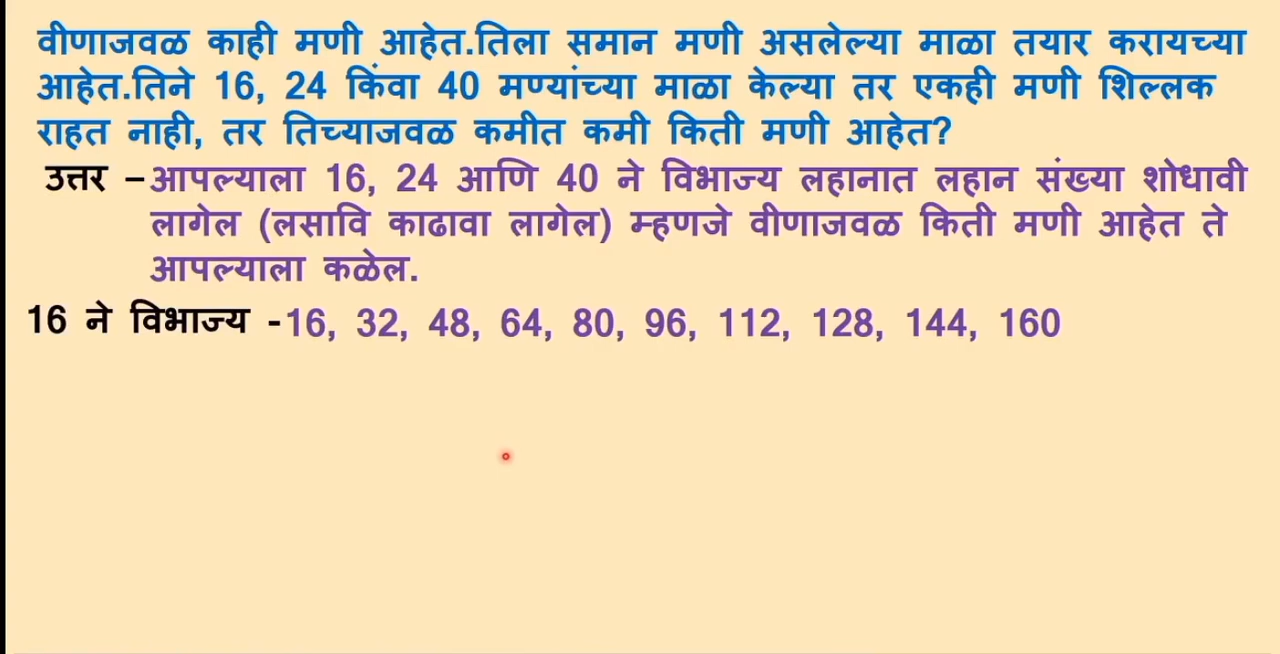 वीणाजवळ काही मणी आहेत.तिला समान मणी असलेल्या माळा तयार करायच्या
आहेत.तिने 16, 24 किंवा 40 मण्यांच्या माळा केल्या तर एकही मणी शिल्लक
राहत नाही, तर तिच्याजवळ कमीत कमी किती मणी आहेत?
उत्तर –आपल्याला 16, 24 आणि 40 ने विभाज्य लहानात लहान संख्या शोधावी
लागेल (लसावि काढावा लागेल) म्हणजे वीणाजवळ किती मणी आहेत ते
आपल्याला कळेल.
16 ने विभाज्य -16, 32, 48, 64, 80, 96, 112, 128, 144, 160